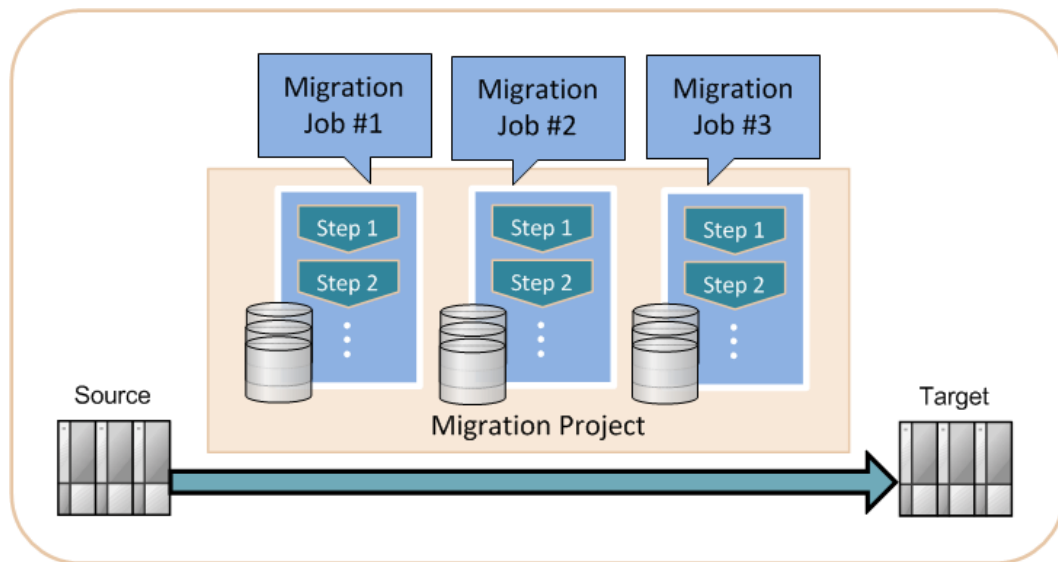 Migration
Job #1
Migration
Job #2
Migration
Job #3
Step 1
Step 1
Step 1
Step 2
Step 2
Step 2
Source
Target
Migration Project